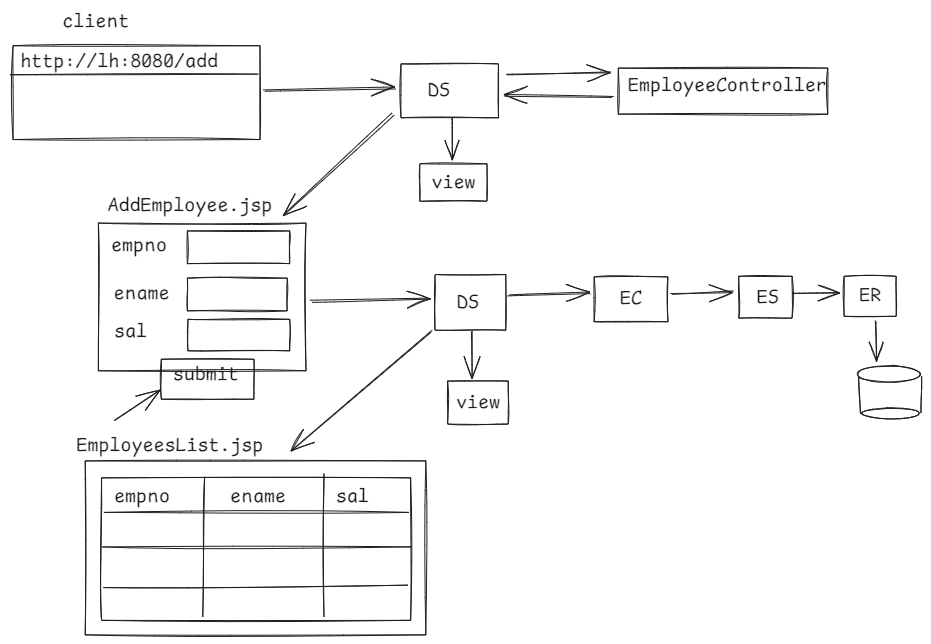 client
http://lh:8080/add
DS
EmployeeController
view
AddEmployee.jsp
empno
ename
sal
submit
DS
EC
ES
ER
view
EmployeesList.jsp
empno ename sal